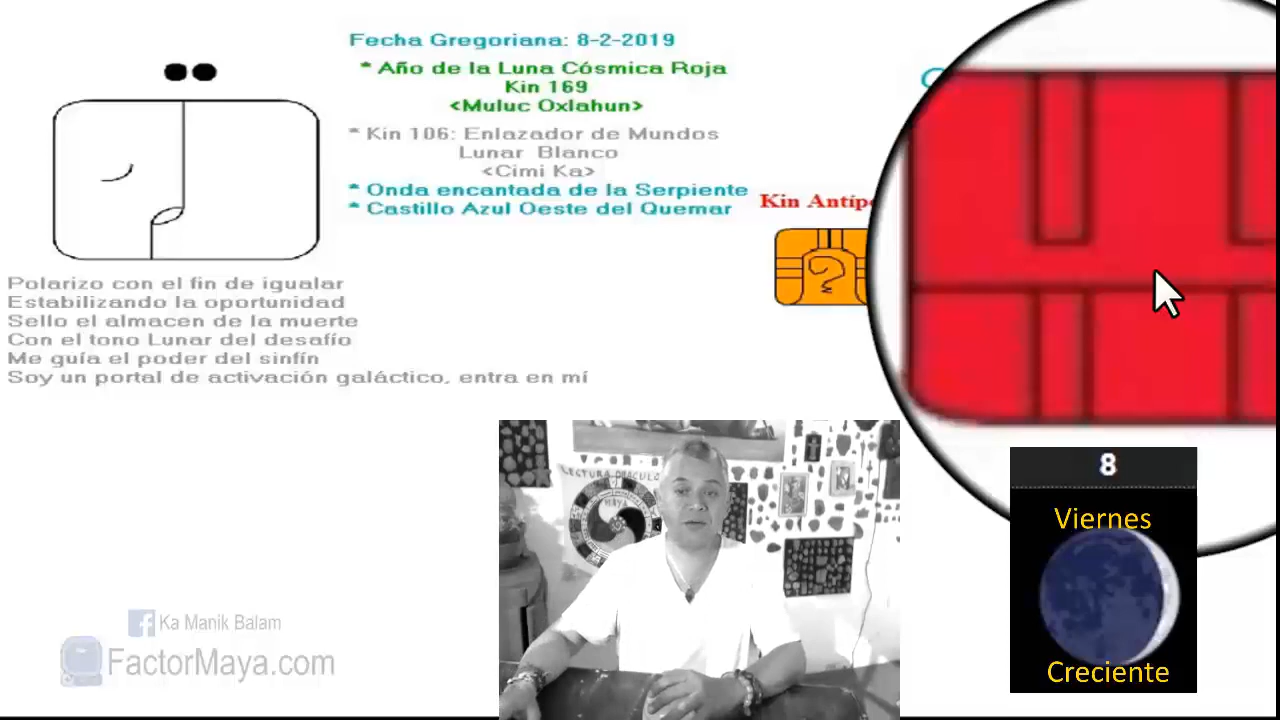 Fecha Gregoriana: 8-2-2019
* Año de la Luna Cósmica Roja
Kin 169
<Muluc Oxlahun>
* Kin 106: Enlazador de Mundos
Lunar Blanco
<Cimi Ka>
* Onda encantada de la Serpiente
* Castillo Azul Oeste del Quemar
Kin Antíp
Polarizo con el fin de igualar
Estabilizando la oportunidad
Sello el almacen de la muerte
Con el tono Lunar del desafío
Me guía el poder del sinfín
Soy un portal de activación galáctico, entra en mí
LECTURA
MAYA
8
Viernes
Creciente
Ka Manik Balam
FactorMaya.com